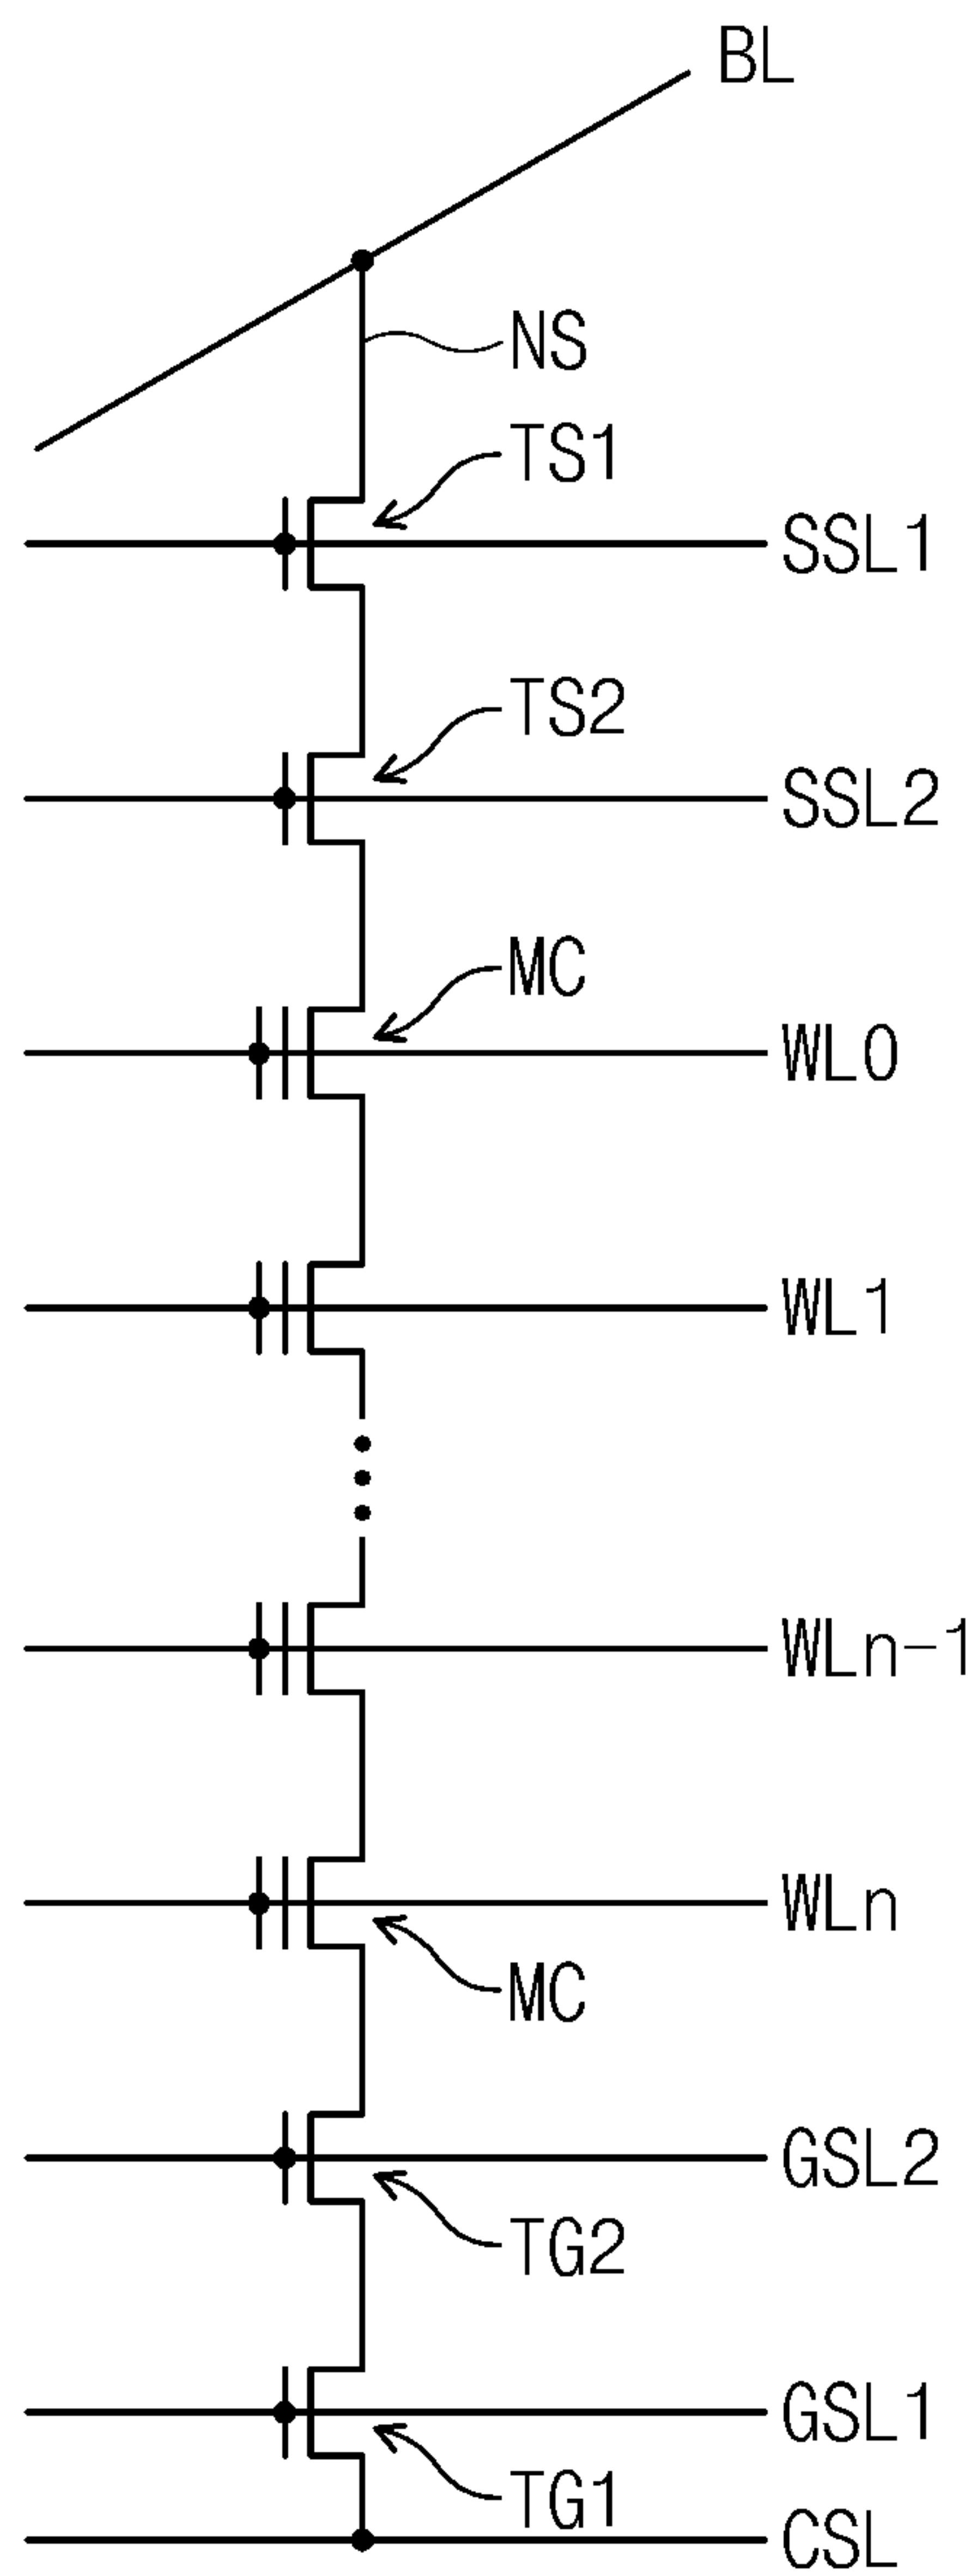 BL
NS
TS1
SSL1
TS2
SSL2
MC
WL0
WL1
WLn-1
WLn
MC
GSL2
TG2
GSL1
TG1
CSL